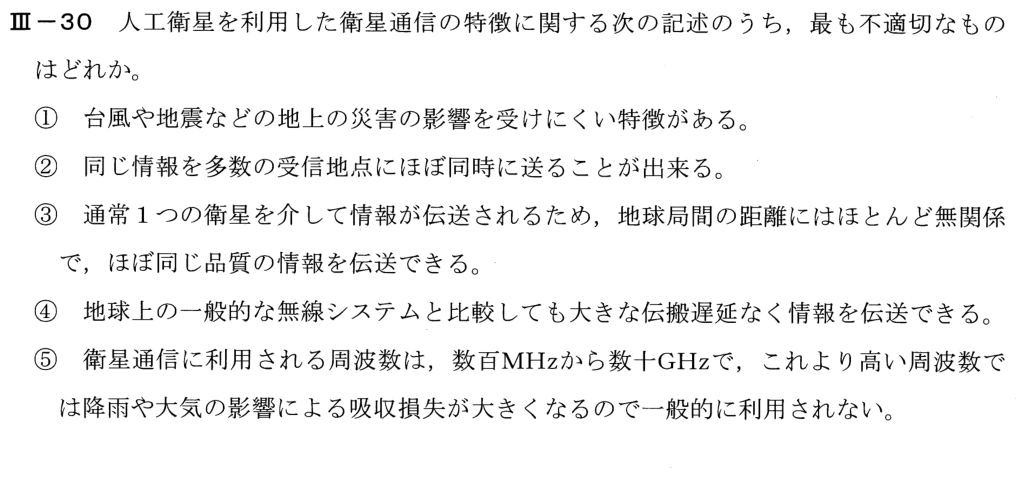 Ⅲ－30　人工衛星を利用した衛星通信の特徴に関する次の記述のうち，最も不適切なもの
はどれか。
①　台風や地震などの地上の災害の影響を受けにくい特徴がある。
②　同じ情報を多数の受信地点にほぼ同時に送ることが出来る。
③　通常１つの衛星を介して情報が伝送されるため，地球局間の距離にはほとんど無関係
で，ほぼ同じ品質の情報を伝送できる。
④　地球上の一般的な無線システムと比較しても大きな伝搬遅延なく情報を伝送できる。
⑤　衛星通信に利用される周波数は，数百MHzから数十GHzで，これより高い周波数で
は降雨や大気の影響による吸収損失が大きくなるので一般的に利用されない。